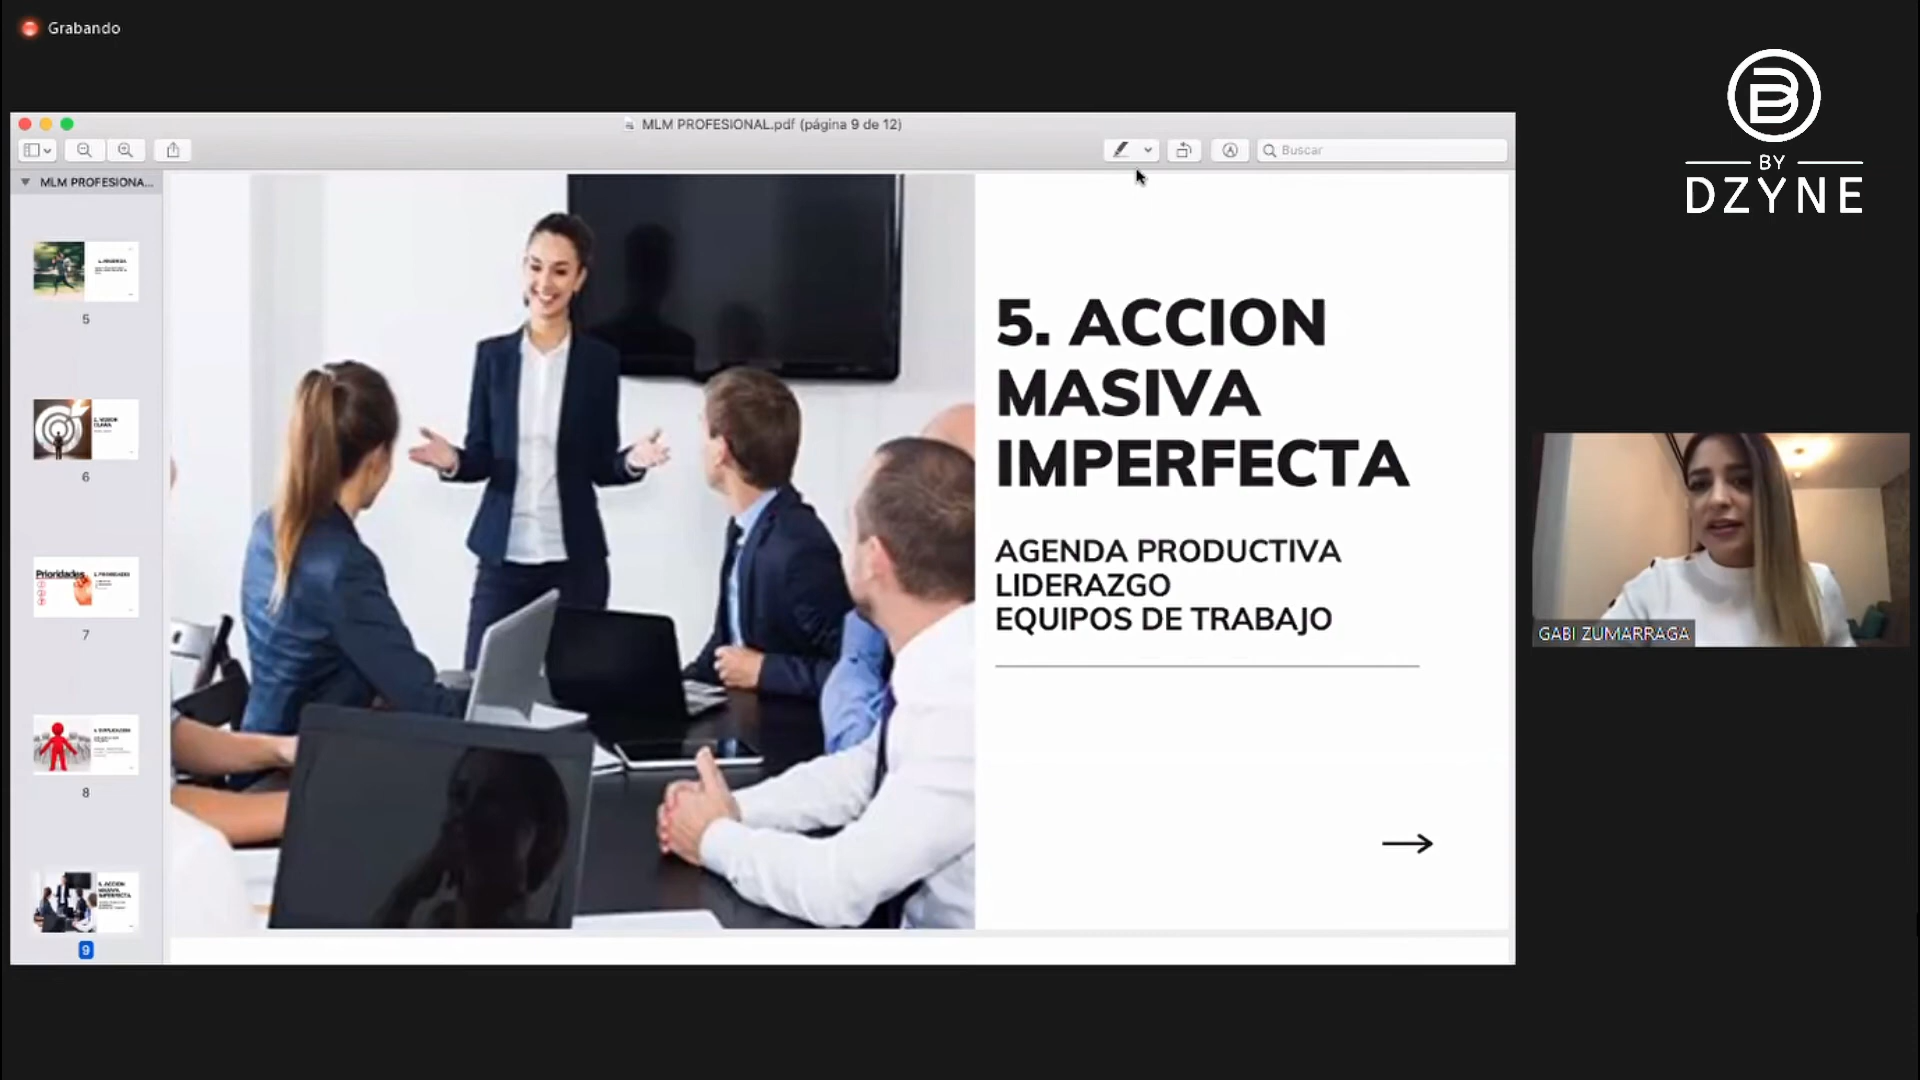 Grabando
B
BY
DZYNE
MLM PROFESIONAL.pdf (página 9 de 12)
Buscar
MLM PROFESIONA...
5
6
Prioridades
7
8
9
5. ACCION
MASIVA
IMPERFECTA
AGENDA PRODUCTIVA
LIDERAZGO
EQUIPOS DE TRABAJO
GABI ZUMARRAGA